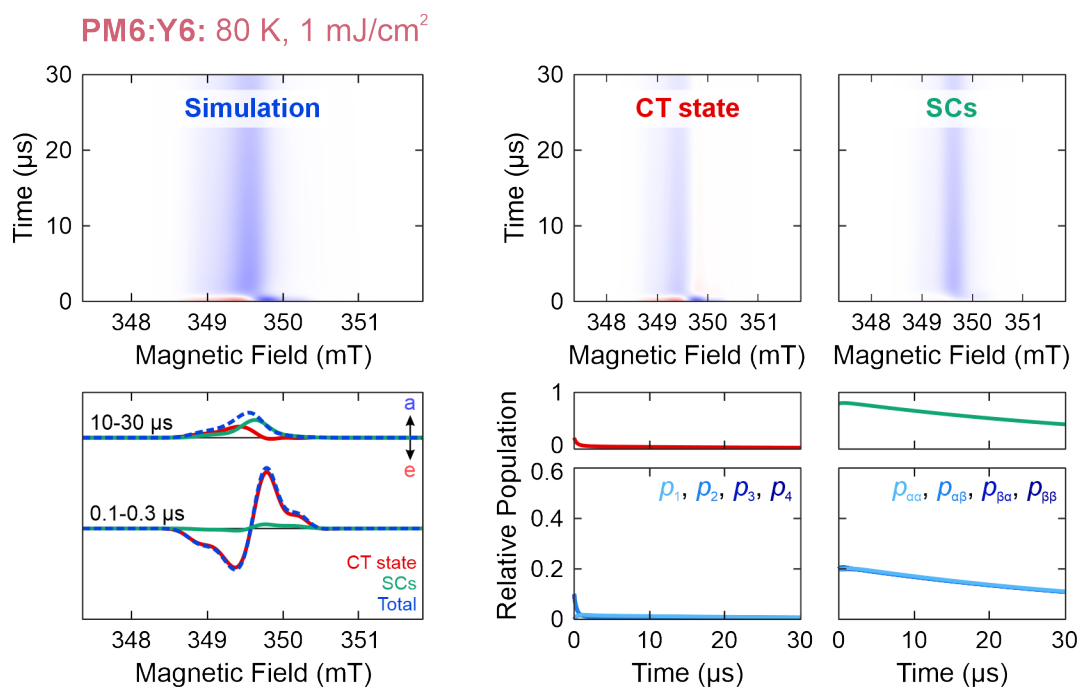 PM6:Y6: 80 K, 1 mJ/cm²
Simulation
30
20
10
0
Time (µs)
348 349 350 351
Magnetic Field (mT)
CT state
30
20
10
0
Time (µs)
348 349 350 351
Magnetic Field (mT)
SCs
348 349 350 351
Magnetic Field (mT)
10-30 µs
a
e
0.1-0.3 µs
CT state
SCs
Total
348 349 350 351
Magnetic Field (mT)
Relative Population
1
0
0.6
0.4
0.2
0
p₁, p₂, p₃, p₄
0 10 20 30
Time (µs)
pαα, pαβ, pβα, pββ
0 10 20 30
Time (µs)